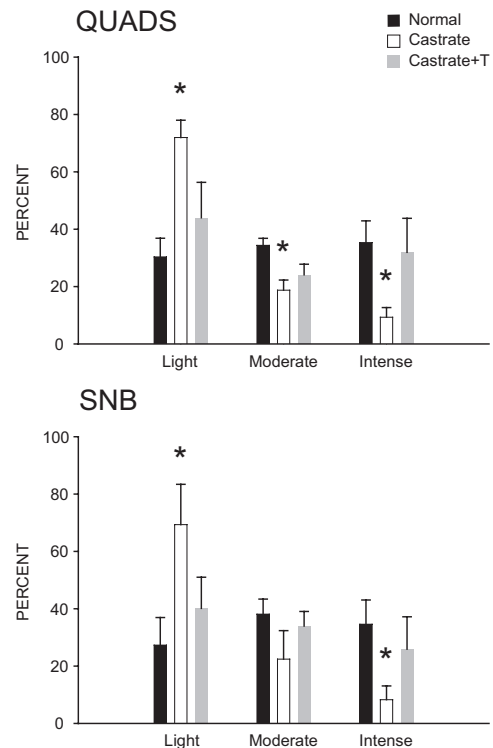 QUADS
Normal
Castrate
Castrate+T
100
80
60
40
20
0
PERCENT
*
*
*
Light Moderate Intense
SNB
100
80
60
40
20
0
PERCENT
*
*
Light Moderate Intense